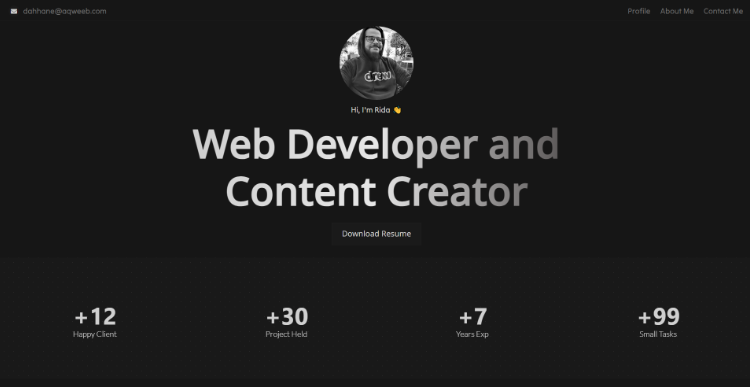 dahhane@aqweeb.com
Profile About Me Contact Me
Hi, I'm Rida 👋
Web Developer and
Content Creator
Download Resume
+12 +30 +7 +99
Happy Client Project Held Years Exp Small Tasks